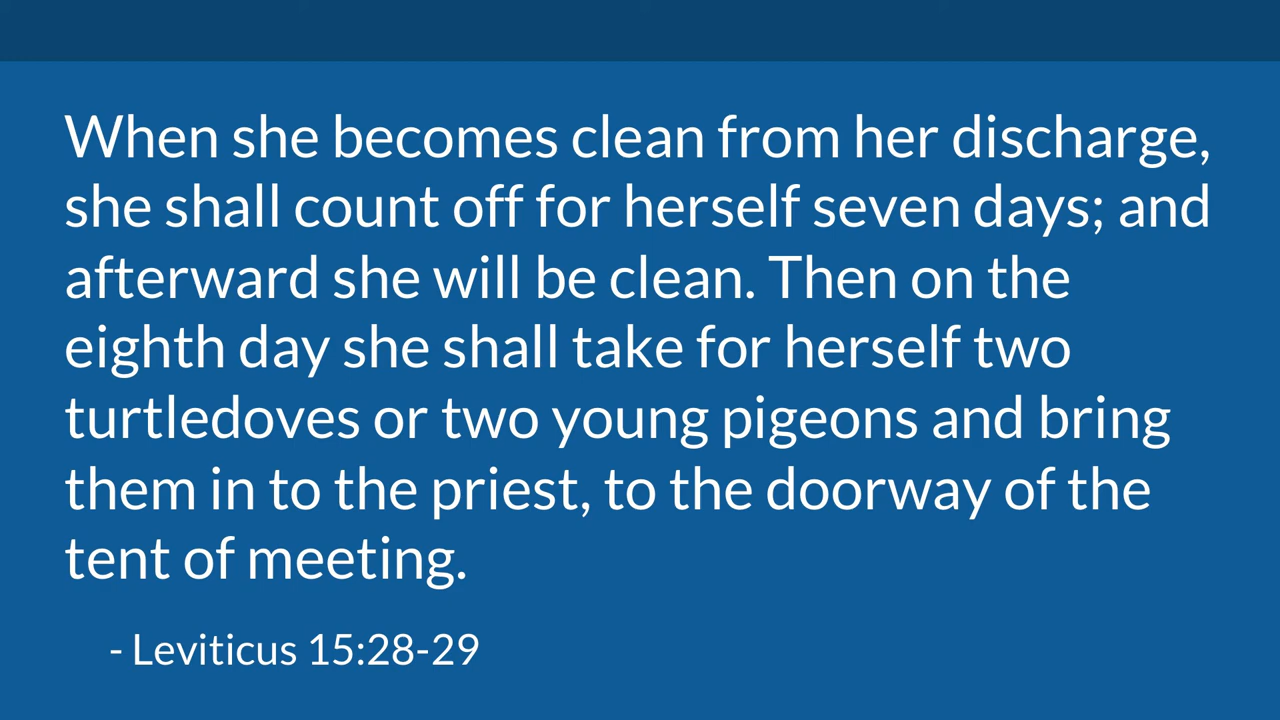 When she becomes clean from her discharge,
she shall count off for herself seven days; and
afterward she will be clean. Then on the
eighth day she shall take for herself two
turtledoves or two young pigeons and bring
them in to the priest, to the doorway of the
tent of meeting.
- Leviticus 15:28-29